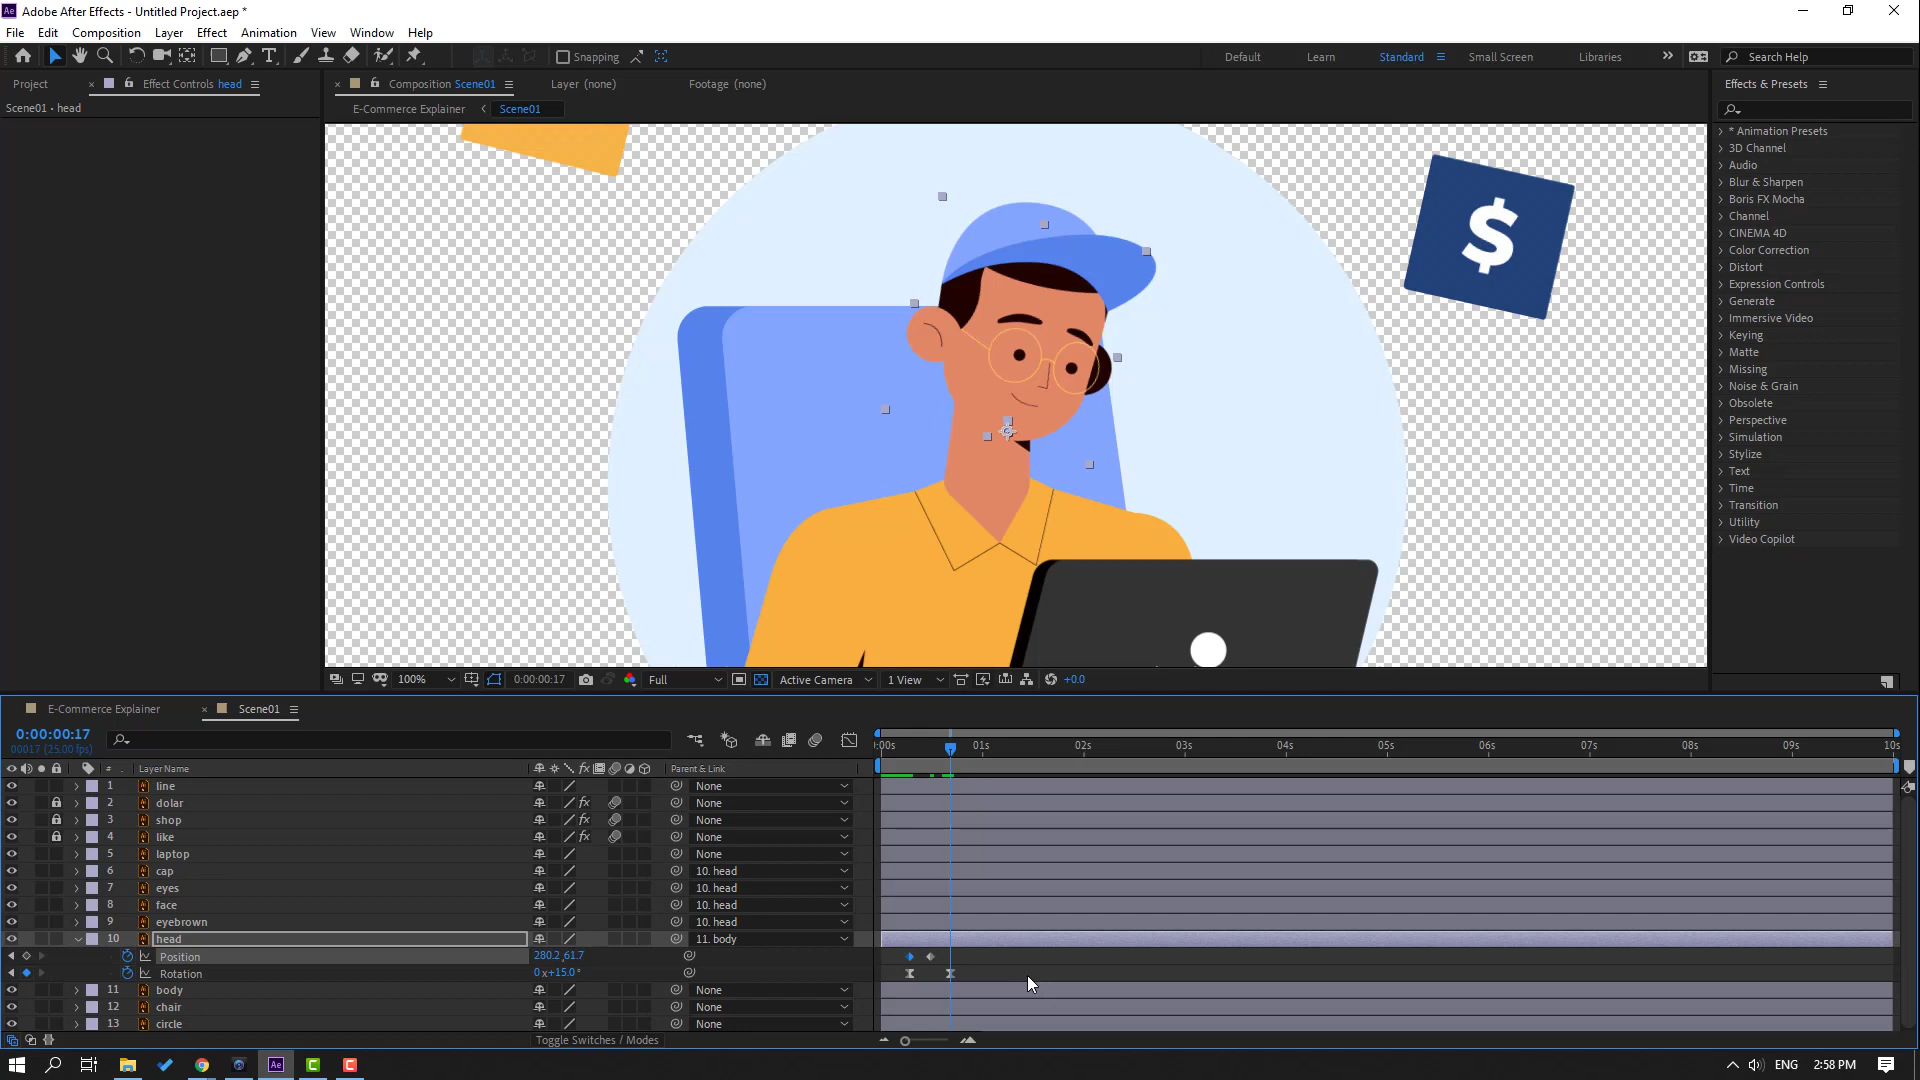 Ae Adobe After Effects - Untitled Project.aep *
File Edit Composition Layer Effect Animation View Window Help
Snapping Default Learn Standard Small Screen Libraries Search Help
Project Effect Controls head Composition Scene01 Layer (none) Footage (none) Effects & Presets
Scene01 • head
E-Commerce Explainer Scene01
* Animation Presets
3D Channel
Audio
Blur & Sharpen
Boris FX Mocha
Channel
CINEMA 4D
Color Correction
Distort
Expression Controls
Generate
Immersive Video
Keying
Matte
Missing
Noise & Grain
Obsolete
Perspective
Simulation
Stylize
Text
Time
Transition
Utility
Video Copilot
$
100% 0:00:00:17 Full Active Camera 1 View +0.0
E-Commerce Explainer Scene01
0:00:00:17
00017 (25.00 fps)
:00s 01s 02s 03s 04s 05s 06s 07s 08s 09s 10s
# Layer Name fx Parent & Link
1 line None
2 dolar fx None
3 shop fx None
4 like fx None
5 laptop None
6 cap 10. head
7 eyes 10. head
8 face 10. head
9 eyebrown 10. head
10 head 11. body
Position 280.2,61.7
Rotation 0x+15.0°
11 body None
12 chair None
13 circle None
Toggle Switches / Modes
Ae ENG 2:58 PM